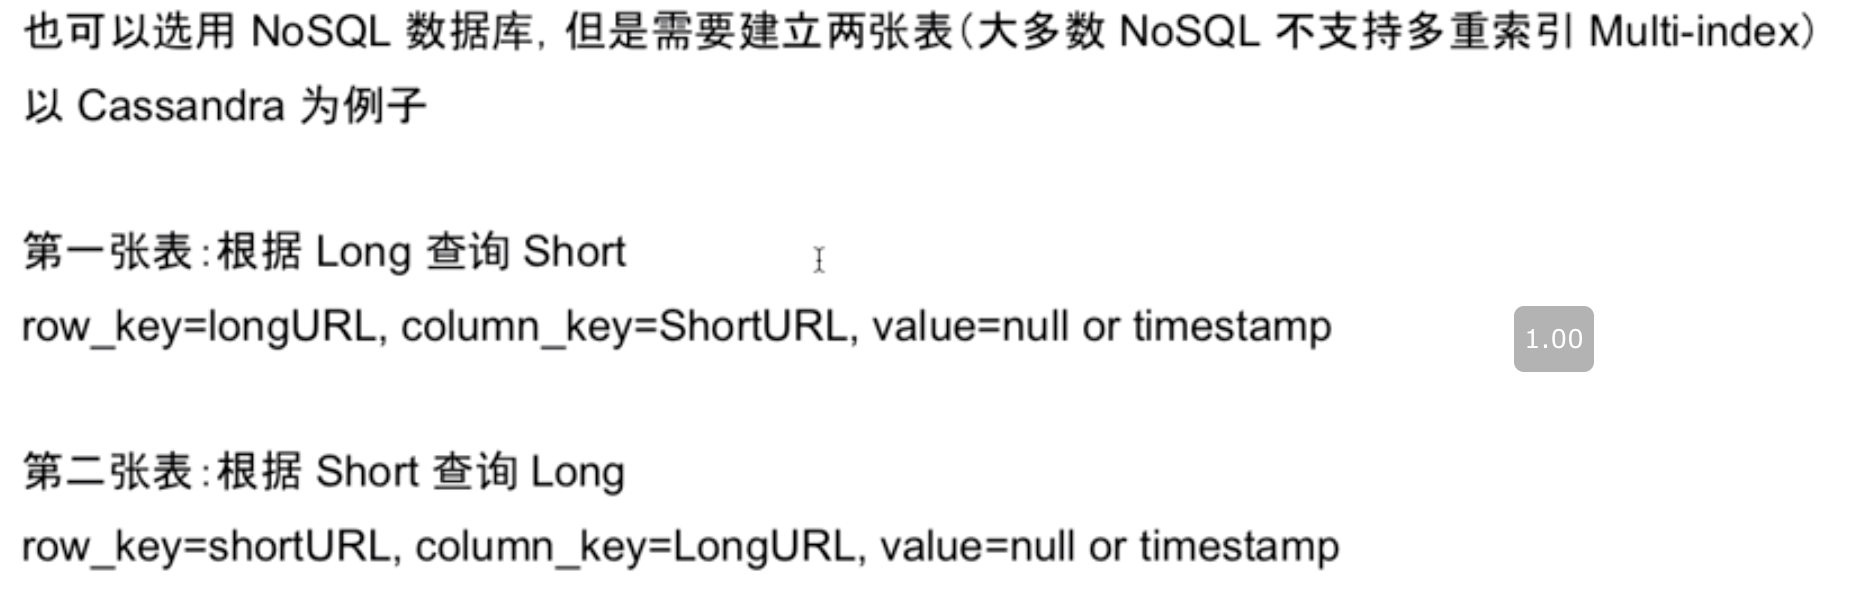 也可以选用 NoSQL 数据库, 但是需要建立两张表(大多数 NoSQL 不支持多重索引 Multi-index)
以 Cassandra 为例子
第一张表:根据 Long 查询 Short
row_key=longURL, column_key=ShortURL, value=null or timestamp
1.00
第二张表:根据 Short 查询 Long
row_key=shortURL, column_key=LongURL, value=null or timestamp